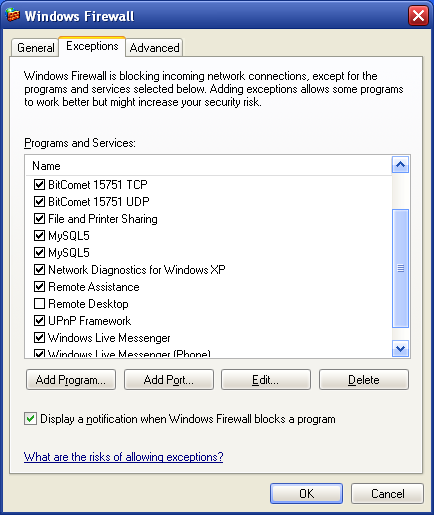 Windows Firewall
General Exceptions Advanced
Windows Firewall is blocking incoming network connections, except for the
programs and services selected below. Adding exceptions allows some programs
to work better but might increase your security risk.
Programs and Services:
Name
BitComet 15751 TCP
BitComet 15751 UDP
File and Printer Sharing
MySQL5
MySQL5
Network Diagnostics for Windows XP
Remote Assistance
Remote Desktop
UPnP Framework
Windows Live Messenger
Windows Live Messenger (Phone)
Add Program... Add Port... Edit... Delete
Display a notification when Windows Firewall blocks a program
What are the risks of allowing exceptions?
OK Cancel